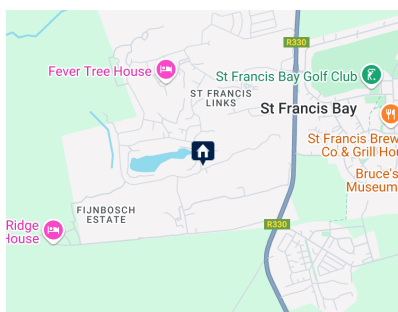 R330
Fever Tree House
St Francis Bay Golf Club
ST FRANCIS
LINKS
St Francis Bay
St Francis Brew
Co & Grill Hou
Bruce's
Museum
FIJNBOSCH
ESTATE
R330
Ridge
House